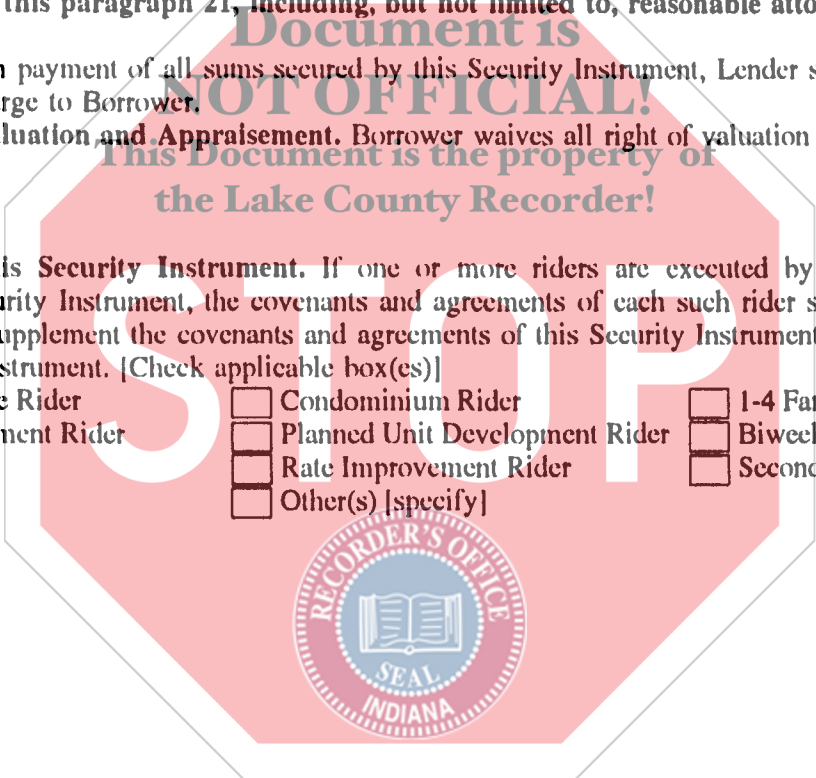 this paragraph 21, including, but not limited to, reasonable atto
Document is
payment of all sums secured by this Security Instrument, Lender s
rge to Borrower.
NOT OFFICIAL!
luation and Appraisement. Borrower waives all right of valuation
This Document is the property of
the Lake County Recorder!
is Security Instrument. If one or more riders are executed by
urity Instrument, the covenants and agreements of each such rider s
upplement the covenants and agreements of this Security Instrument
strument. [Check applicable box(es)]
STOP
e Rider Condominium Rider 1-4 Fam
ment Rider Planned Unit Development Rider Biweekl
Rate Improvement Rider Second
Other(s) [specify]
RECORDER'S OFFICE
SEAL
INDIANA